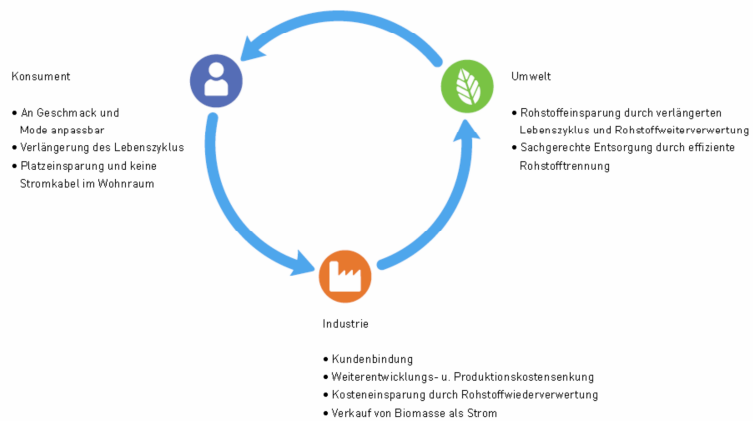 Konsument
• An Geschmack und
Mode anpassbar
• Verlängerung des Lebenszyklus
• Platzeinsparung und keine
Stromkabel im Wohnraum
Umwelt
• Rohstoffeinsparung durch verlängerten
Lebenszyklus und Rohstoffweiterverwertung
• Sachgerechte Entsorgung durch effiziente
Rohstofftrennung
Industrie
• Kundenbindung
• Weiterentwicklungs- u. Produktionskostensenkung
• Kosteneinsparung durch Rohstoffwiederverwertung
• Verkauf von Biomasse als Strom